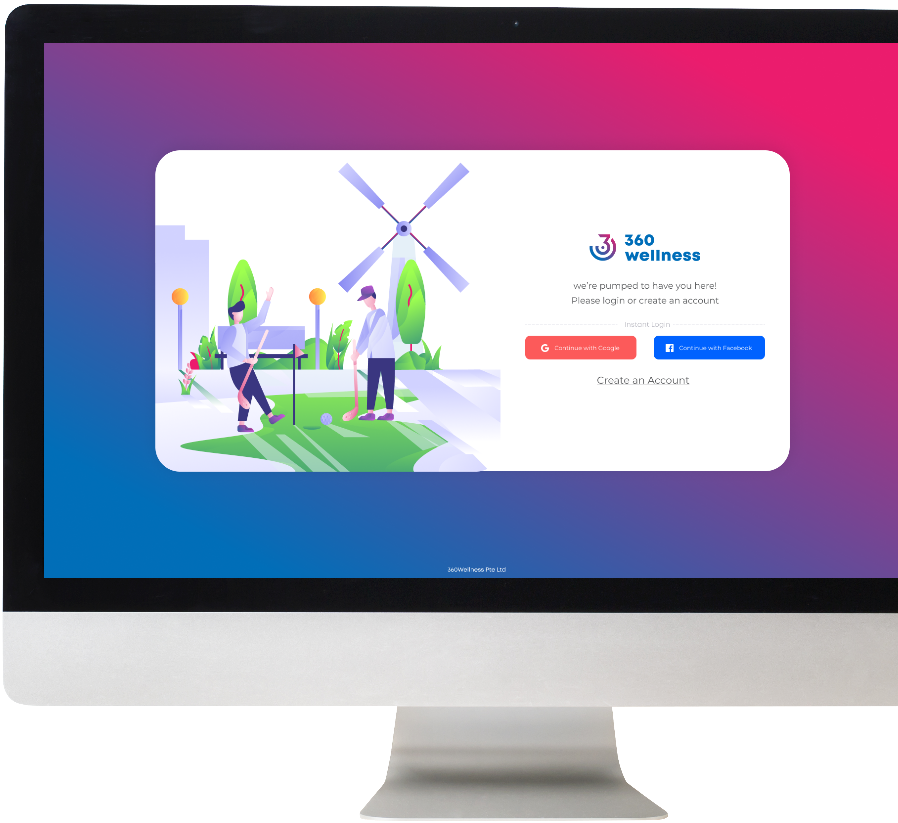 360
wellness
we're pumped to have you here!
Please login or create an account
Instant Login
Continue with Google
Continue with Facebook
Create an Account
360Wellness Pte Ltd